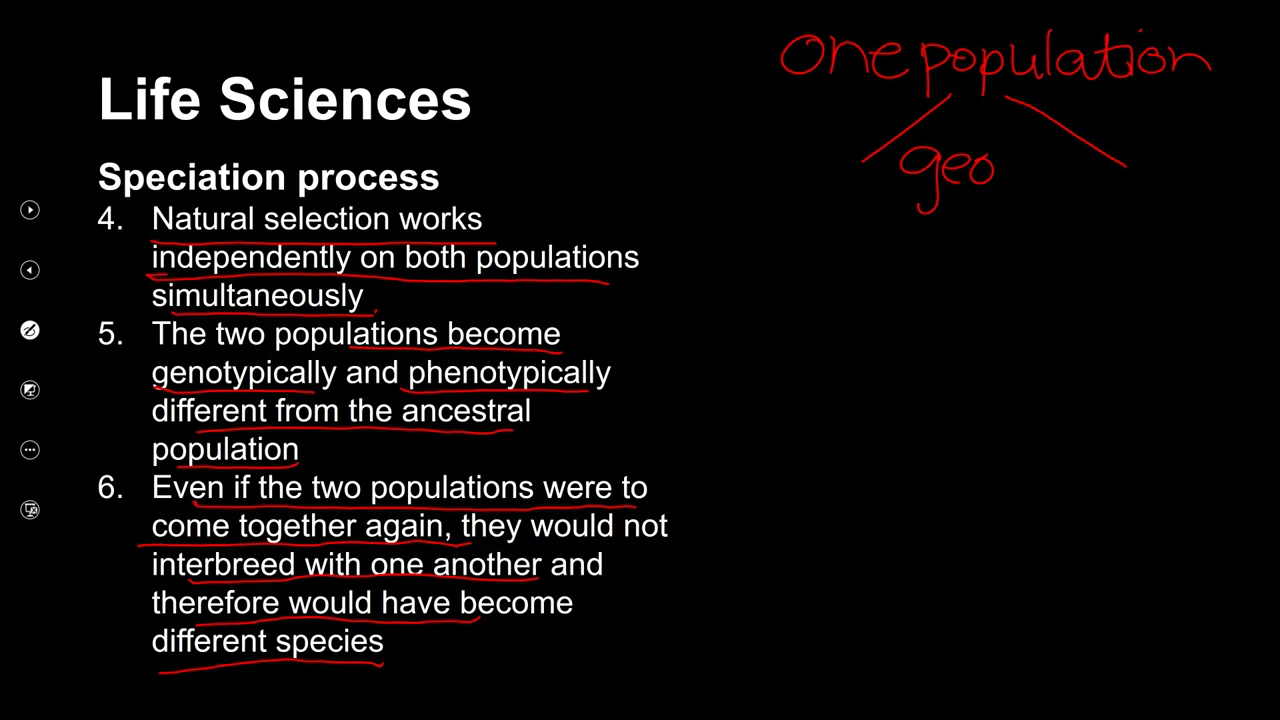 One population
geo
Life Sciences
Speciation process
4. Natural selection works
independently on both populations
simultaneously
5. The two populations become
genotypically and phenotypically
different from the ancestral
population
6. Even if the two populations were to
come together again, they would not
interbreed with one another and
therefore would have become
different species